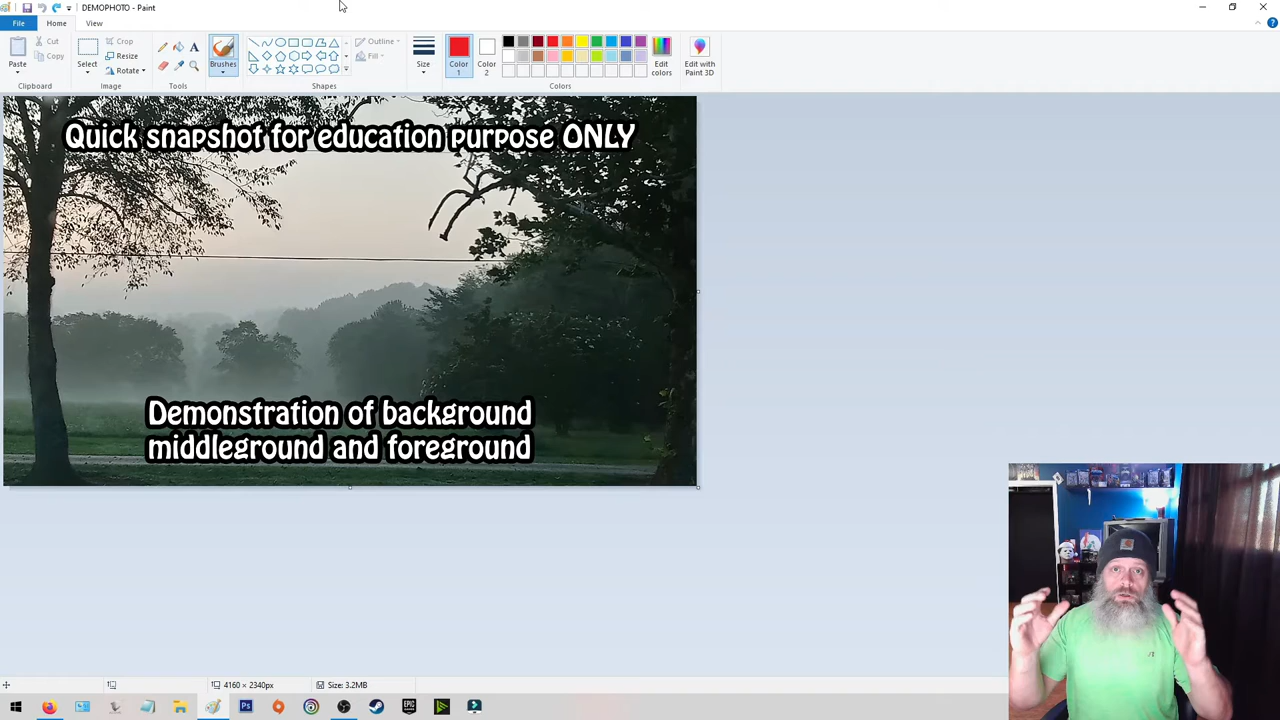 DEMOPHOTO - Paint
File
Home
View
Paste
Cut
Copy
Clipboard
Select
Crop
Resize
Rotate
Image
Tools
Brushes
Shapes
Outline
Fill
Size
Color
1
Color
2
Colors
Edit
colors
Edit with
Paint 3D
Quick snapshot for education purpose ONLY
Demonstration of background
middleground and foreground
4160 × 2340px
Size: 3.2MB
Ps
EPIC